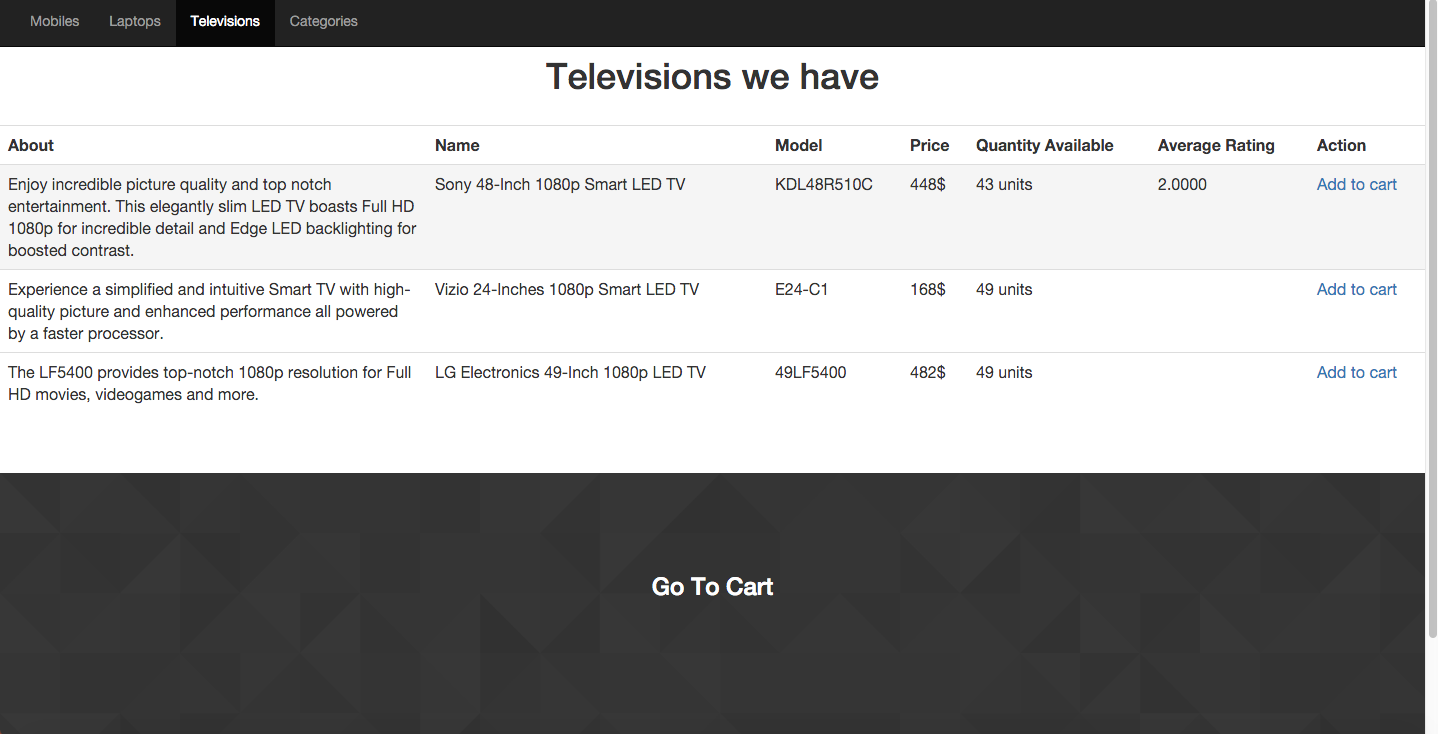 Mobiles Laptops Televisions Categories
Televisions we have
About Name Model Price Quantity Available Average Rating Action
Enjoy incredible picture quality and top notch Sony 48-Inch 1080p Smart LED TV KDL48R510C 448$ 43 units 2.0000 Add to cart
entertainment. This elegantly slim LED TV boasts Full HD
1080p for incredible detail and Edge LED backlighting for
boosted contrast.
Experience a simplified and intuitive Smart TV with high- Vizio 24-Inches 1080p Smart LED TV E24-C1 168$ 49 units Add to cart
quality picture and enhanced performance all powered
by a faster processor.
The LF5400 provides top-notch 1080p resolution for Full LG Electronics 49-Inch 1080p LED TV 49LF5400 482$ 49 units Add to cart
HD movies, videogames and more.
Go To Cart